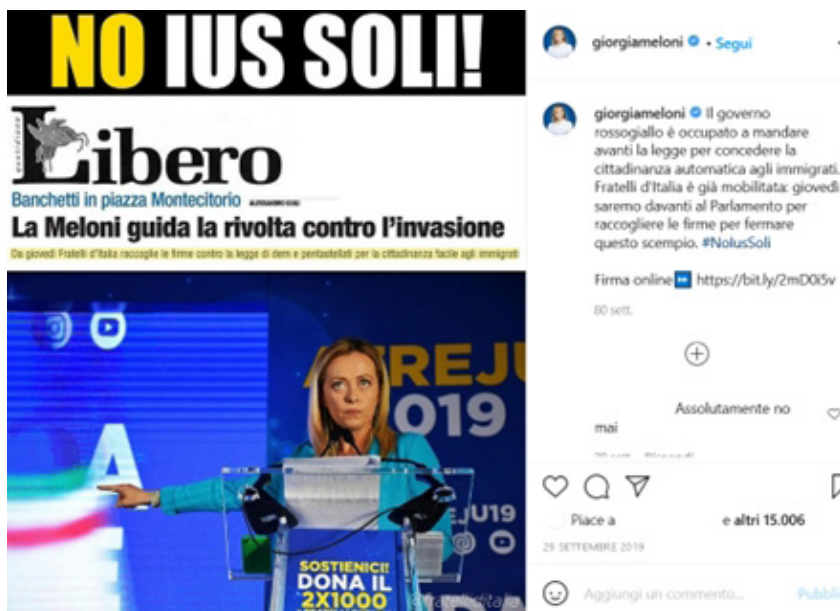 NO IUS SOLI!
Libero
Banchetti in piazza Montecitorio
La Meloni guida la rivolta contro l'invasione
Da giovedì Fratelli d'Italia raccoglie le firme contro la legge di dem e pentastellati per la cittadinanza facile agli immigrati
A
ATREJU
2019
EJU19
SOSTIENICI!
DONA IL
2X1000
giorgiameloni • Segui
giorgiameloni Il governo
rossogiallo è occupato a mandare
avanti la legge per concedere la
cittadinanza automatica agli immigrati.
Fratelli d'Italia è già mobilitata: giovedì
saremo davanti al Parlamento per
raccogliere le firme per fermare
questo scempio. #NoIusSoli
Firma online https://bit.ly/2mD0i5v
80 sett.
Assolutamente no
mai
Piace a e altri 15.006
29 SETTEMBRE 2019
Aggiungi un commento... Pubblic